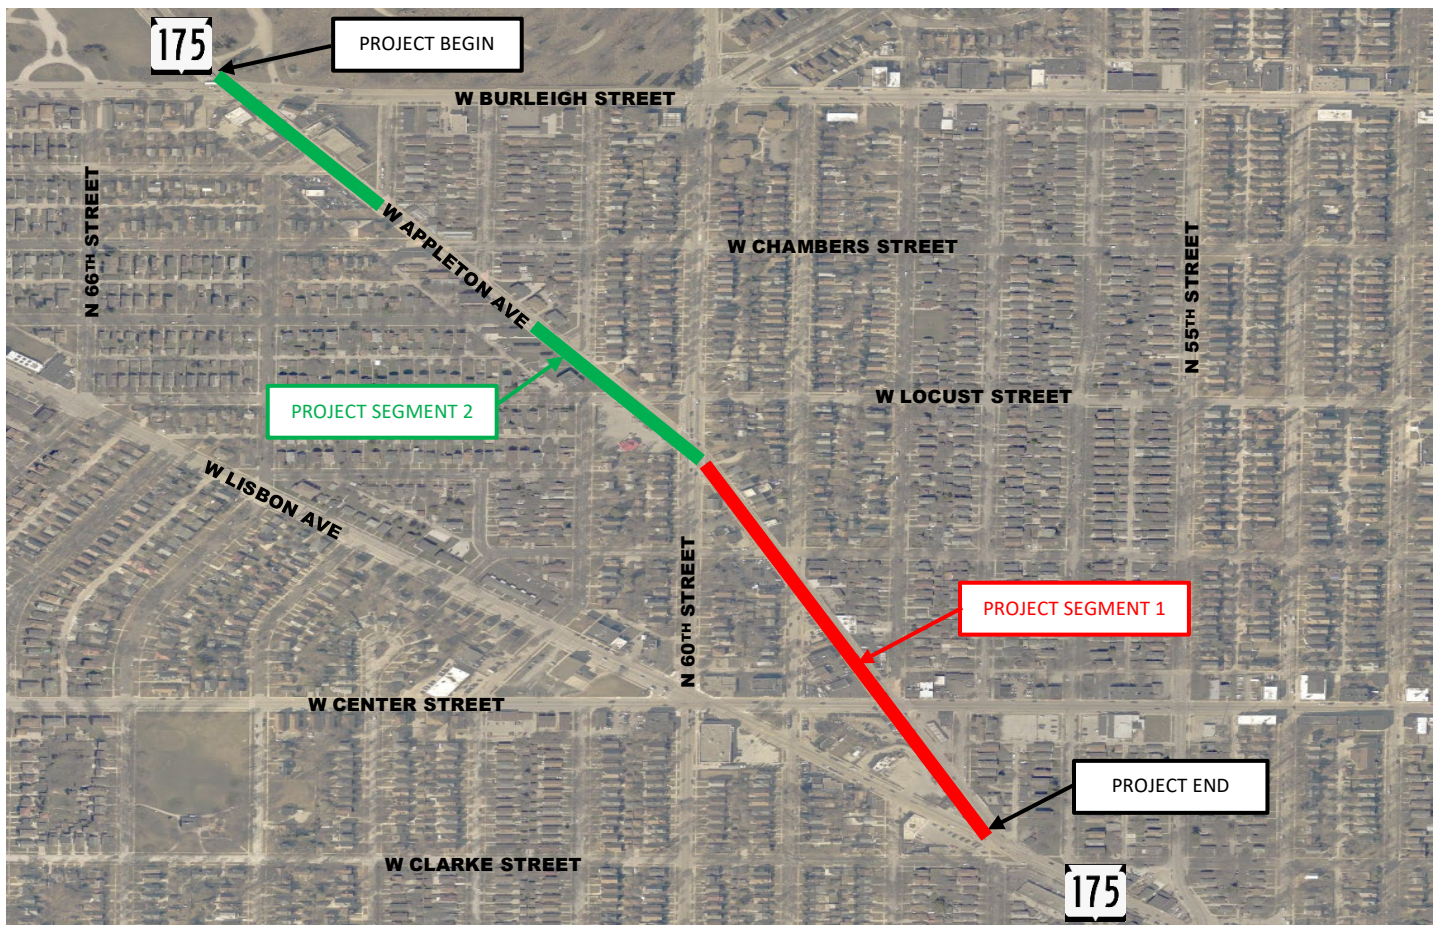 175
PROJECT BEGIN
W BURLEIGH STREET
N 66TH STREET
W APPLETON AVE
W CHAMBERS STREET
N 55TH STREET
PROJECT SEGMENT 2
W LOCUST STREET
W LISBON AVE
N 60TH STREET
PROJECT SEGMENT 1
W CENTER STREET
PROJECT END
W CLARKE STREET
175